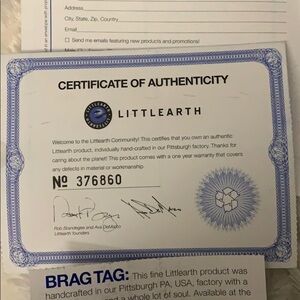 Address
City, State, Zip, Country
Email
☐ Send me emails featuring new products and promotions!
CERTIFICATE OF AUTHENTICITY
LITTLEARTH
Welcome to the Littlearth Community! This certifies that you own an authentic
Littlearth product, individually hand-crafted in our Pittsburgh factory. Thanks for
caring about the planet! This product comes with a one year warranty that covers
any defects in material or workmanship.
Nº 376860
Rob Brandegee and Ava DeMarco
Littlearth founders
BRAG TAG: This fine Littlearth product was
handcrafted in our Pittsburgh PA, USA, factory with a
a whole lot of soul. Available at the